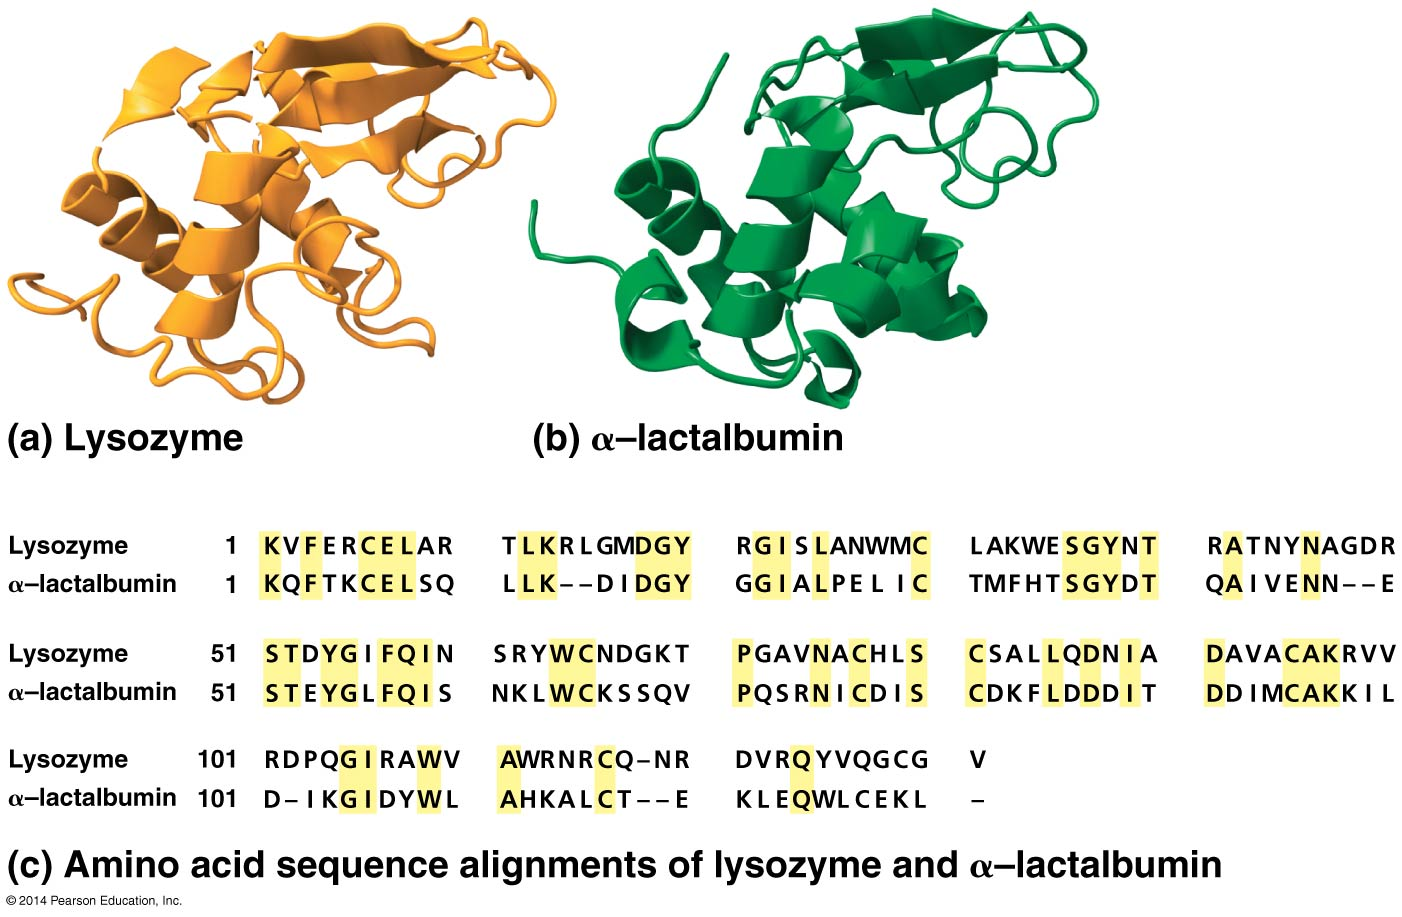 (a) Lysozyme
(b) α–lactalbumin
Lysozyme 1 KVFERCELAR TLKRLGMDGY RGISLANWMC LAKWESGYNT RATNYNAGDR
α–lactalbumin 1 KQFTKCELSQ LLK––DIDGY GGIALPELIC TMFHTSGYDT QAIVENN––E
Lysozyme 51 STDYGIFQIN SRYWCNDGKT PGAVNACHLS CSALLQDNIA DAVACAKRVV
α–lactalbumin 51 STEYGLFQIS NKLWCKSSQV PQSRNICDIS CDKFLDDDIT DDIMCAKKIL
Lysozyme 101 RDPQGIRAWV AWRNRCQ–NR DVRQYVQGCG V
α–lactalbumin 101 D–IKGIDYWL AHKALCT––E KLEQWLCEKL –
(c) Amino acid sequence alignments of lysozyme and α–lactalbumin
© 2014 Pearson Education, Inc.